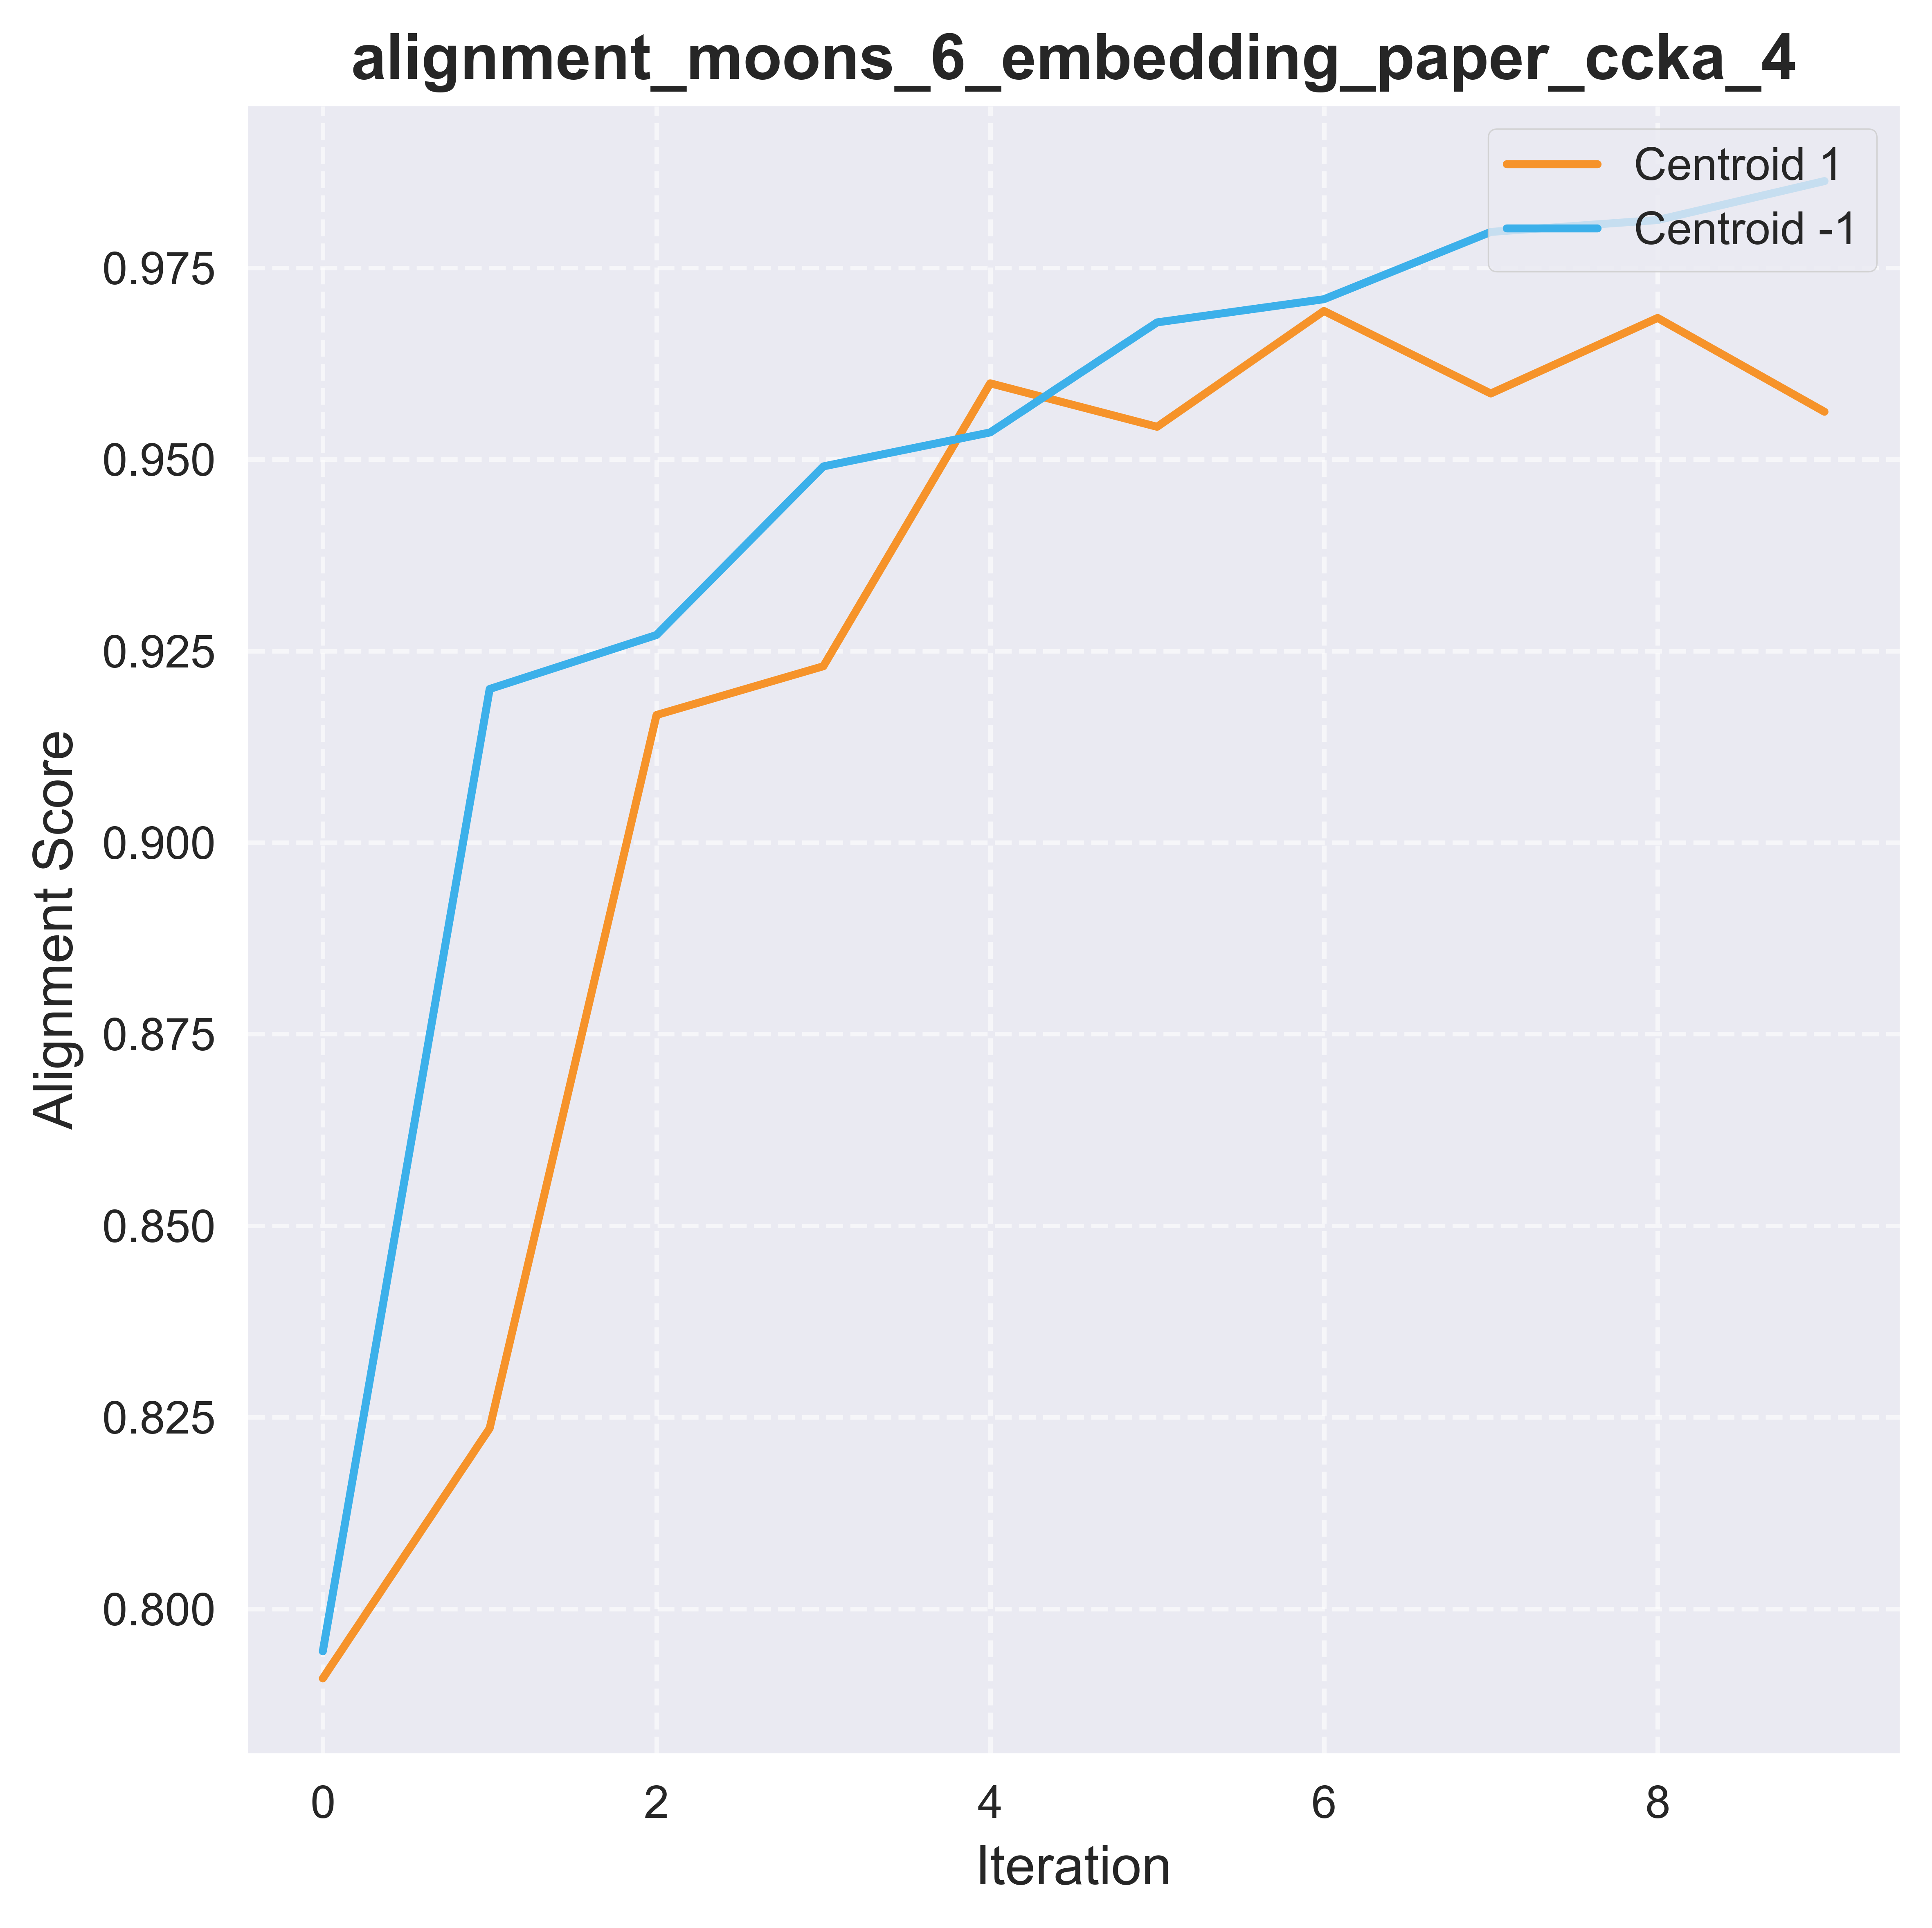 alignment_moons_6_embedding_paper_ccka_4
Centroid 1
Centroid -1
0.975
0.950
0.925
0.900
0.875
0.850
0.825
0.800
Alignment Score
0 2 4 6 8
Iteration